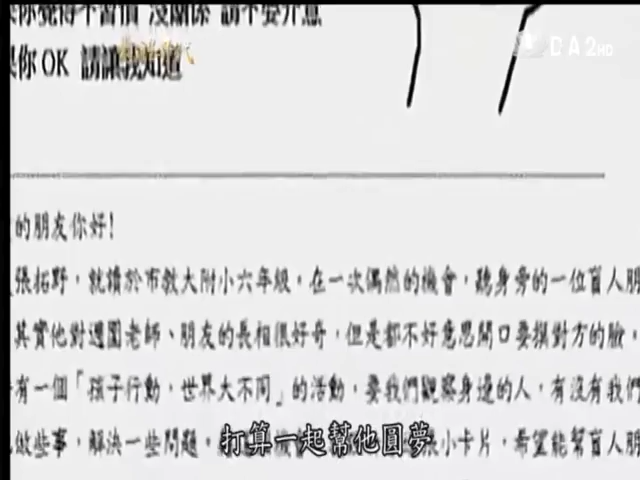 果你覺得不習慣 沒關係 請不要介意
DA2HD
果你OK 請讓我知道
的朋友你好!
張拓野，就讀於市教大附小六年級，在一次偶然的機會，聽身旁的一位盲人朋
其實他對週圍老師、朋友的長相很好奇，但是都不好意思開口要摸對方的臉，
有一個「孩子行動，世界大不同」的活動，要我們觀察身邊的人，有沒有我們
做些事，解決一些問題，
小卡片，希望能幫盲人朋
打算一起幫他圓夢